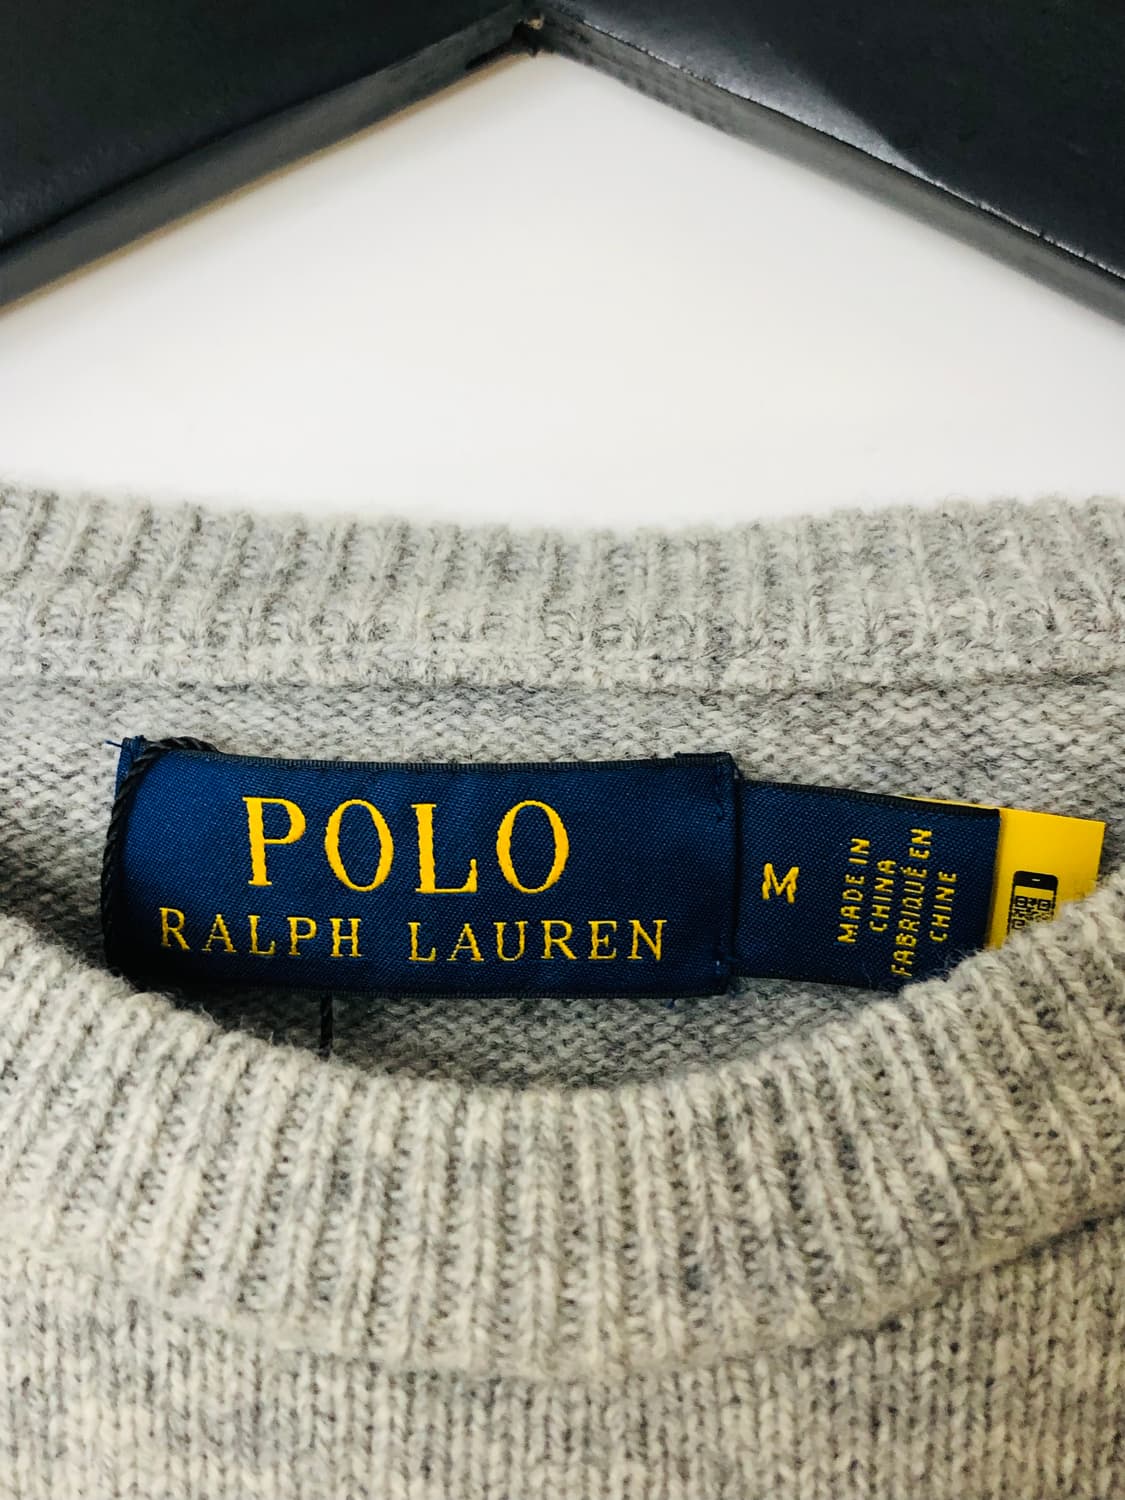 POLO
RALPH LAUREN
M
MADE IN
CHINA
FABRIQUÉ EN
CHINE